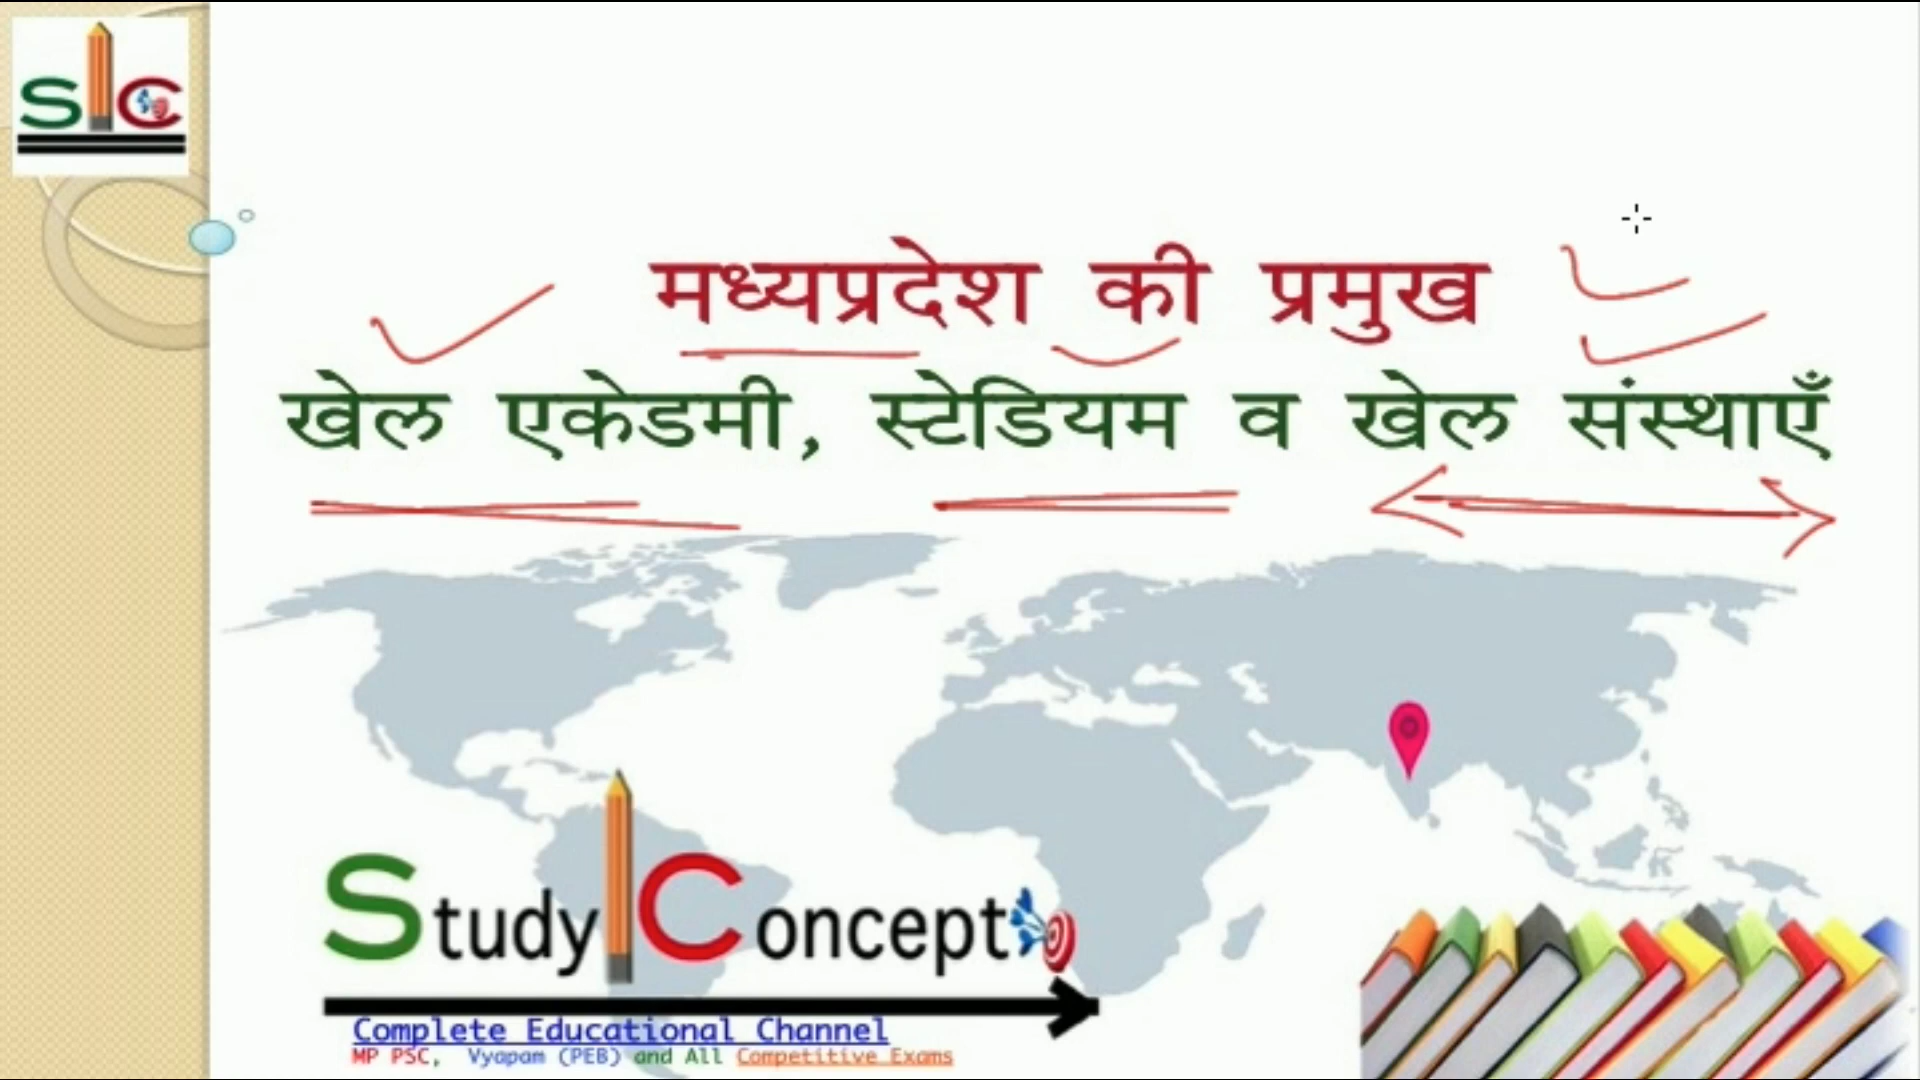 SC
मध्यप्रदेश की प्रमुख
खेल एकेडमी, स्टेडियम व खेल संस्थाएँ
Study Concept
Complete Educational Channel
MP PSC, Vyapam (PEB) and All Competitive Exams